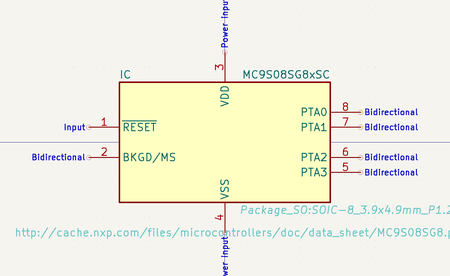 Power Input
3
IC
MC9S08SG8xSC
VDD
8
PTA0
Bidirectional
Input
1
RESET
PTA1
7
Bidirectional
Bidirectional
2
BKGD/MS
PTA2
6
Bidirectional
PTA3
5
Bidirectional
VSS
4
Package_SO:SOIC-8_3.9x4.9mm_P1.2
http://cache.nxp.com/files/microcontrollers/doc/data_sheet/MC9S08SG8.p
Power Input